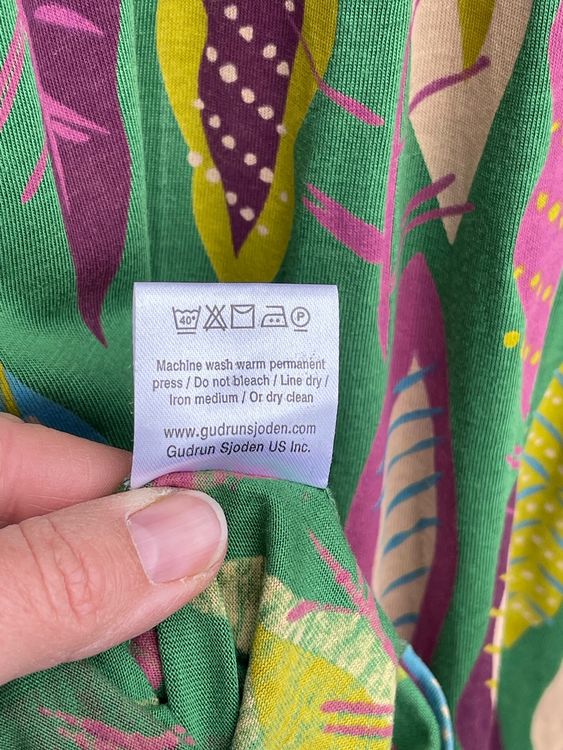 40°
P
Machine wash warm permanent
press / Do not bleach / Line dry /
Iron medium / Or dry clean
www.gudrunsjoden.com
Gudrun Sjoden US Inc.